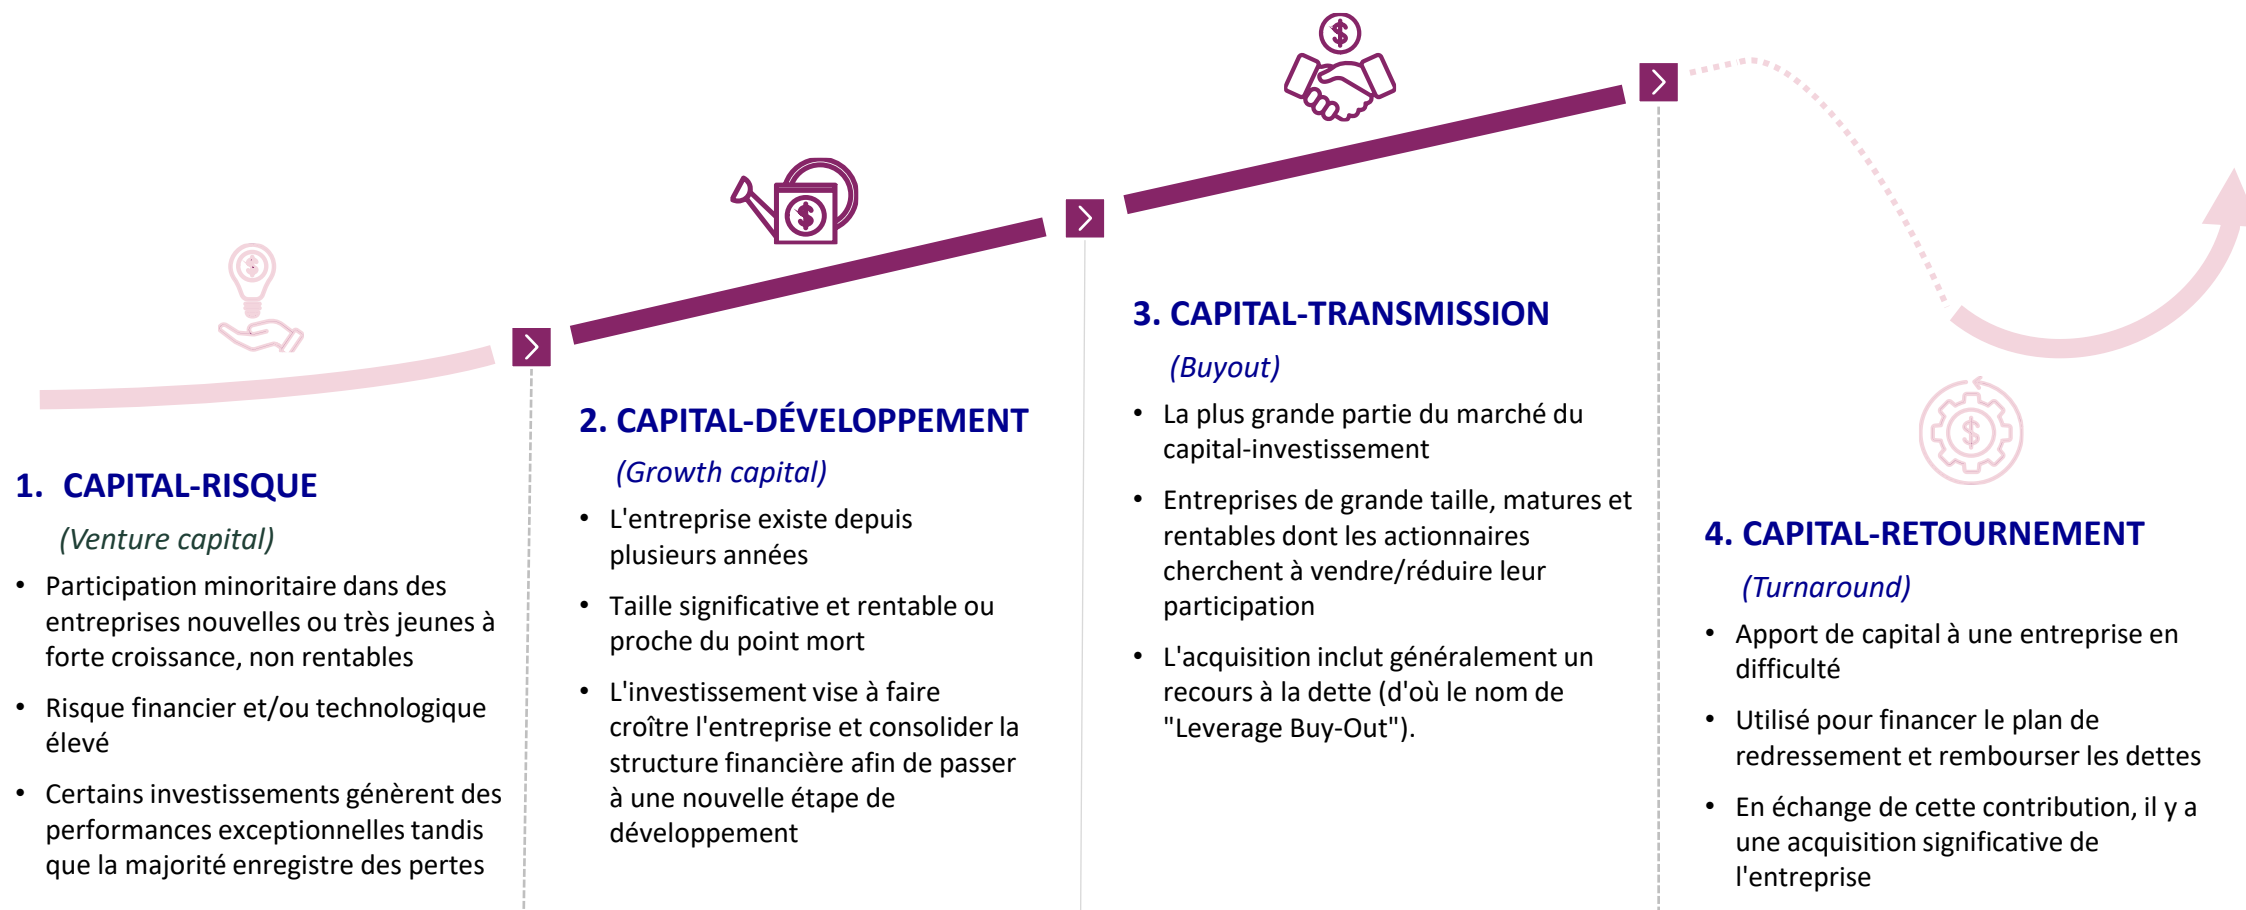 1. CAPITAL-RISQUE
(Venture capital)
• Participation minoritaire dans des
entreprises nouvelles ou très jeunes à
forte croissance, non rentables
• Risque financier et/ou technologique
élevé
• Certains investissements génèrent des
performances exceptionnelles tandis
que la majorité enregistre des pertes
2. CAPITAL-DÉVELOPPEMENT
(Growth capital)
• L'entreprise existe depuis
plusieurs années
• Taille significative et rentable ou
proche du point mort
• L'investissement vise à faire
croître l'entreprise et consolider la
structure financière afin de passer
à une nouvelle étape de
développement
3. CAPITAL-TRANSMISSION
(Buyout)
• La plus grande partie du marché du
capital-investissement
• Entreprises de grande taille, matures et
rentables dont les actionnaires
cherchent à vendre/réduire leur
participation
• L'acquisition inclut généralement un
recours à la dette (d'où le nom de
"Leverage Buy-Out").
4. CAPITAL-RETOURNEMENT
(Turnaround)
• Apport de capital à une entreprise en
difficulté
• Utilisé pour financer le plan de
redressement et rembourser les dettes
• En échange de cette contribution, il y a
une acquisition significative de
l'entreprise